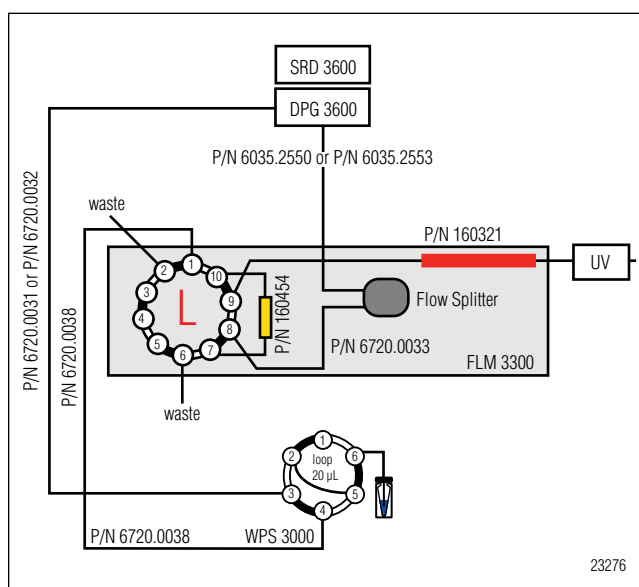 SRD 3600
DPG 3600
P/N 6035.2550 or P/N 6035.2553
P/N 6720.0031 or P/N 6720.0032
P/N 6720.0038
waste
P/N 160321
UV
1
2
3
4
5
6
7
8
9
10
L
P/N 160454
Flow Splitter
P/N 6720.0033
FLM 3300
waste
1
2
3
4
5
6
loop
20 µL
P/N 6720.0038
WPS 3000
23276